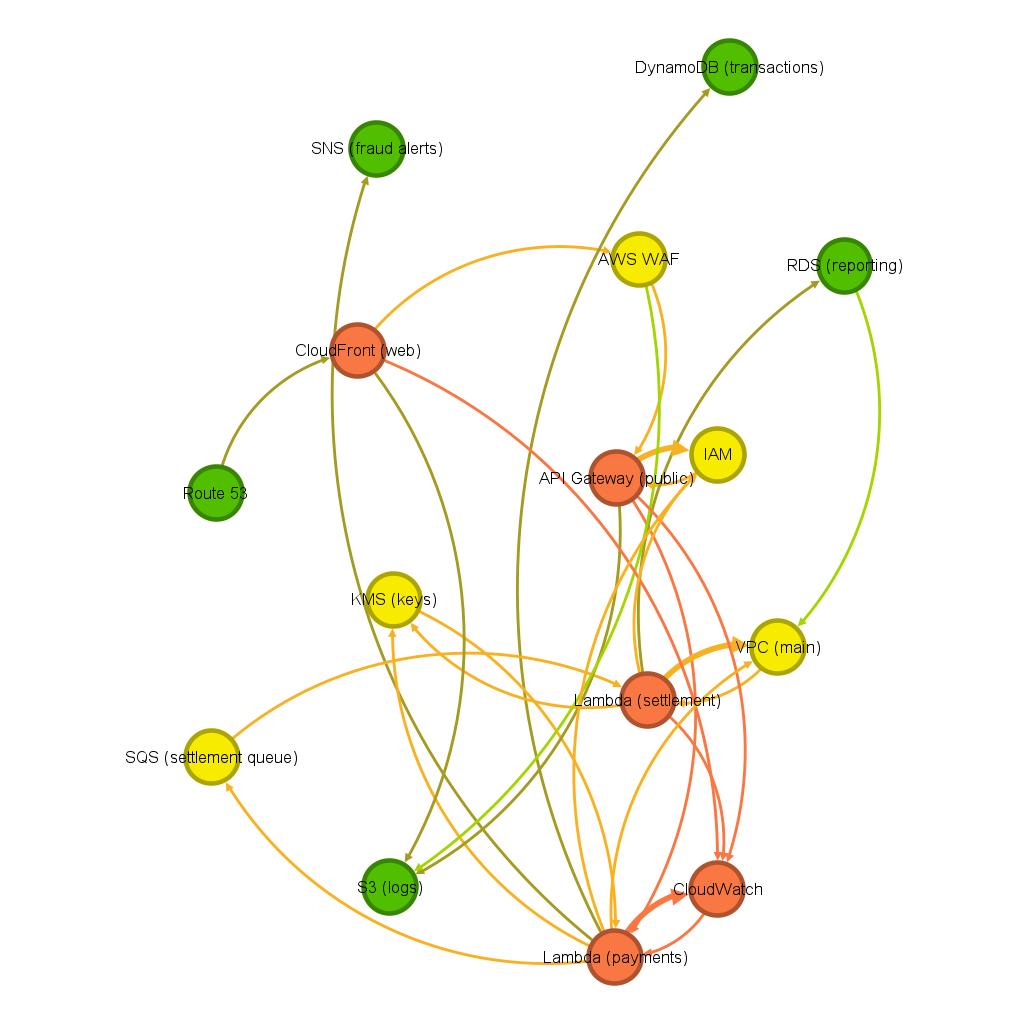 DynamoDB (transactions)
SNS (fraud alerts)
AWS WAF
RDS (reporting)
CloudFront (web)
IAM
API Gateway (public)
Route 53
KMS (keys)
VPC (main)
Lambda (settlement)
SQS (settlement queue)
S3 (logs)
CloudWatch
Lambda (payments)